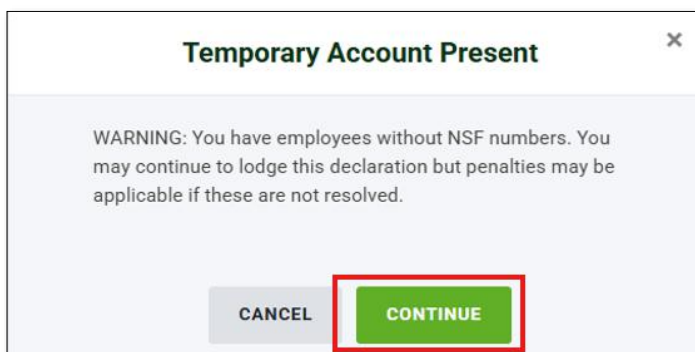 Temporary Account Present
×
WARNING: You have employees without NSF numbers. You
may continue to lodge this declaration but penalties may be
applicable if these are not resolved.
CANCEL
CONTINUE